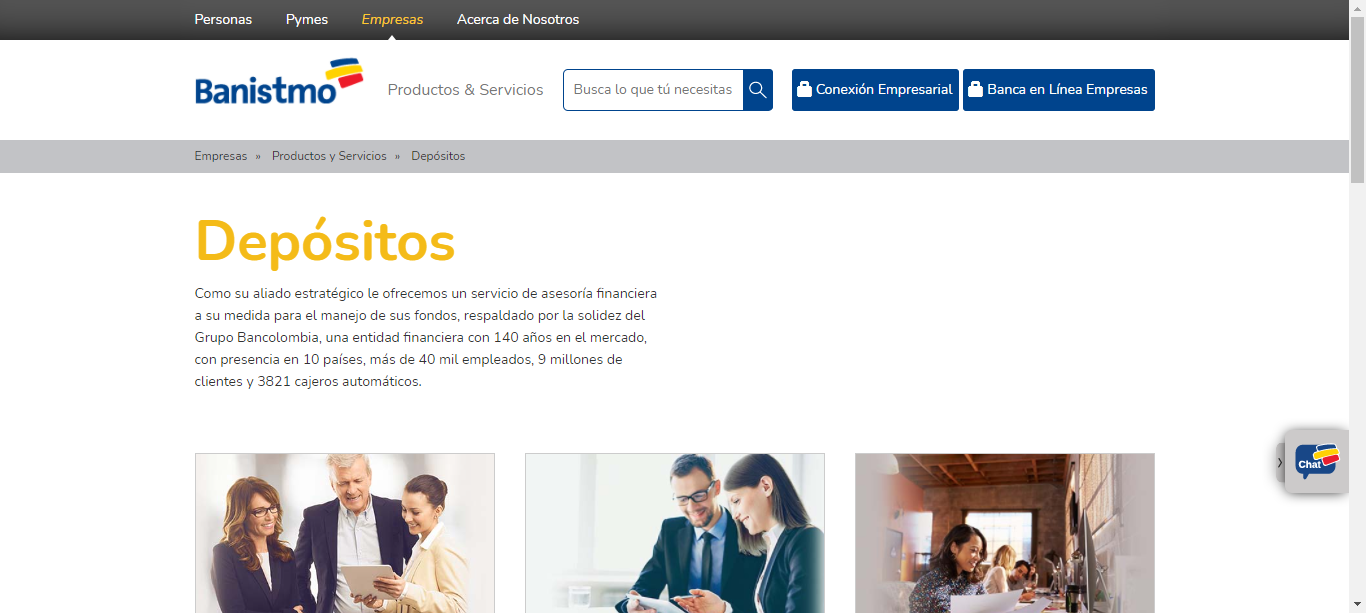 Personas Pymes Empresas Acerca de Nosotros
Banistmo Productos & Servicios Busca lo que tú necesitas Conexión Empresarial Banca en Línea Empresas
Empresas » Productos y Servicios » Depósitos
Depósitos
Como su aliado estratégico le ofrecemos un servicio de asesoría financiera
a su medida para el manejo de sus fondos, respaldado por la solidez del
Grupo Bancolombia, una entidad financiera con 140 años en el mercado,
con presencia en 10 países, más de 40 mil empleados, 9 millones de
clientes y 3821 cajeros automáticos.
Chat